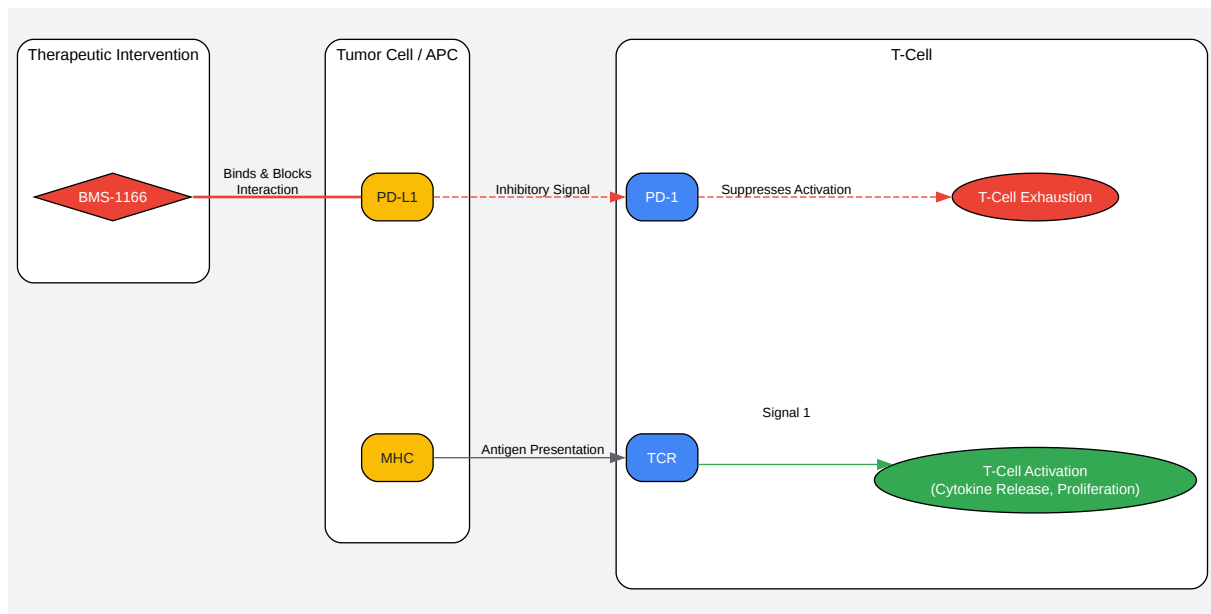 Therapeutic Intervention
Tumor Cell / APC
T-Cell
Binds & Blocks
Interaction
BMS-1166
PD-L1
Inhibitory Signal
PD-1
Suppresses Activation
T-Cell Exhaustion
Signal 1
MHC
Antigen Presentation
TCR
T-Cell Activation
(Cytokine Release, Proliferation)